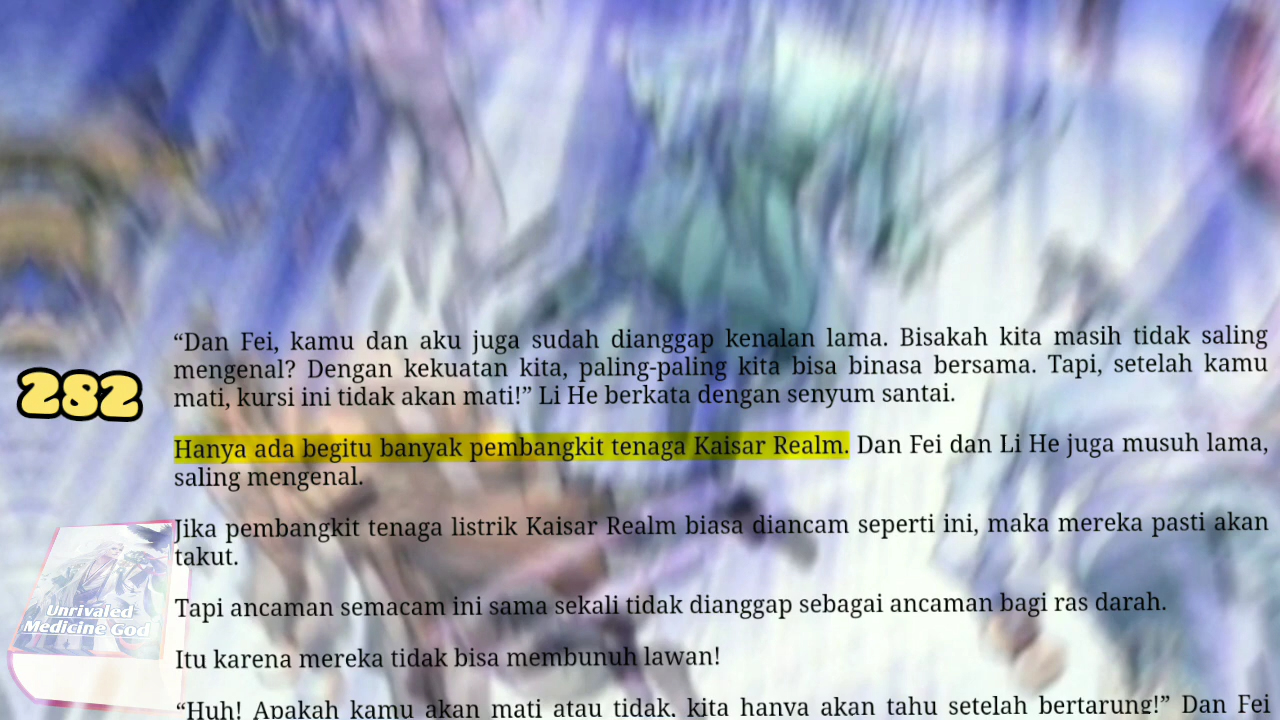 “Dan Fei, kamu dan aku juga sudah dianggap kenalan lama. Bisakah kita masih tidak saling
mengenal? Dengan kekuatan kita, paling-paling kita bisa binasa bersama. Tapi, setelah kamu
mati, kursi ini tidak akan mati!” Li He berkata dengan senyum santai.
282
Hanya ada begitu banyak pembangkit tenaga Kaisar Realm. Dan Fei dan Li He juga musuh lama,
saling mengenal.
Jika pembangkit tenaga listrik Kaisar Realm biasa diancam seperti ini, maka mereka pasti akan
takut.
Tapi ancaman semacam ini sama sekali tidak dianggap sebagai ancaman bagi ras darah.
Unrivaled
Medicine God
Itu karena mereka tidak bisa membunuh lawan!
“Huh! Apakah kamu akan mati atau tidak, kita hanya akan tahu setelah bertarung!” Dan Fei